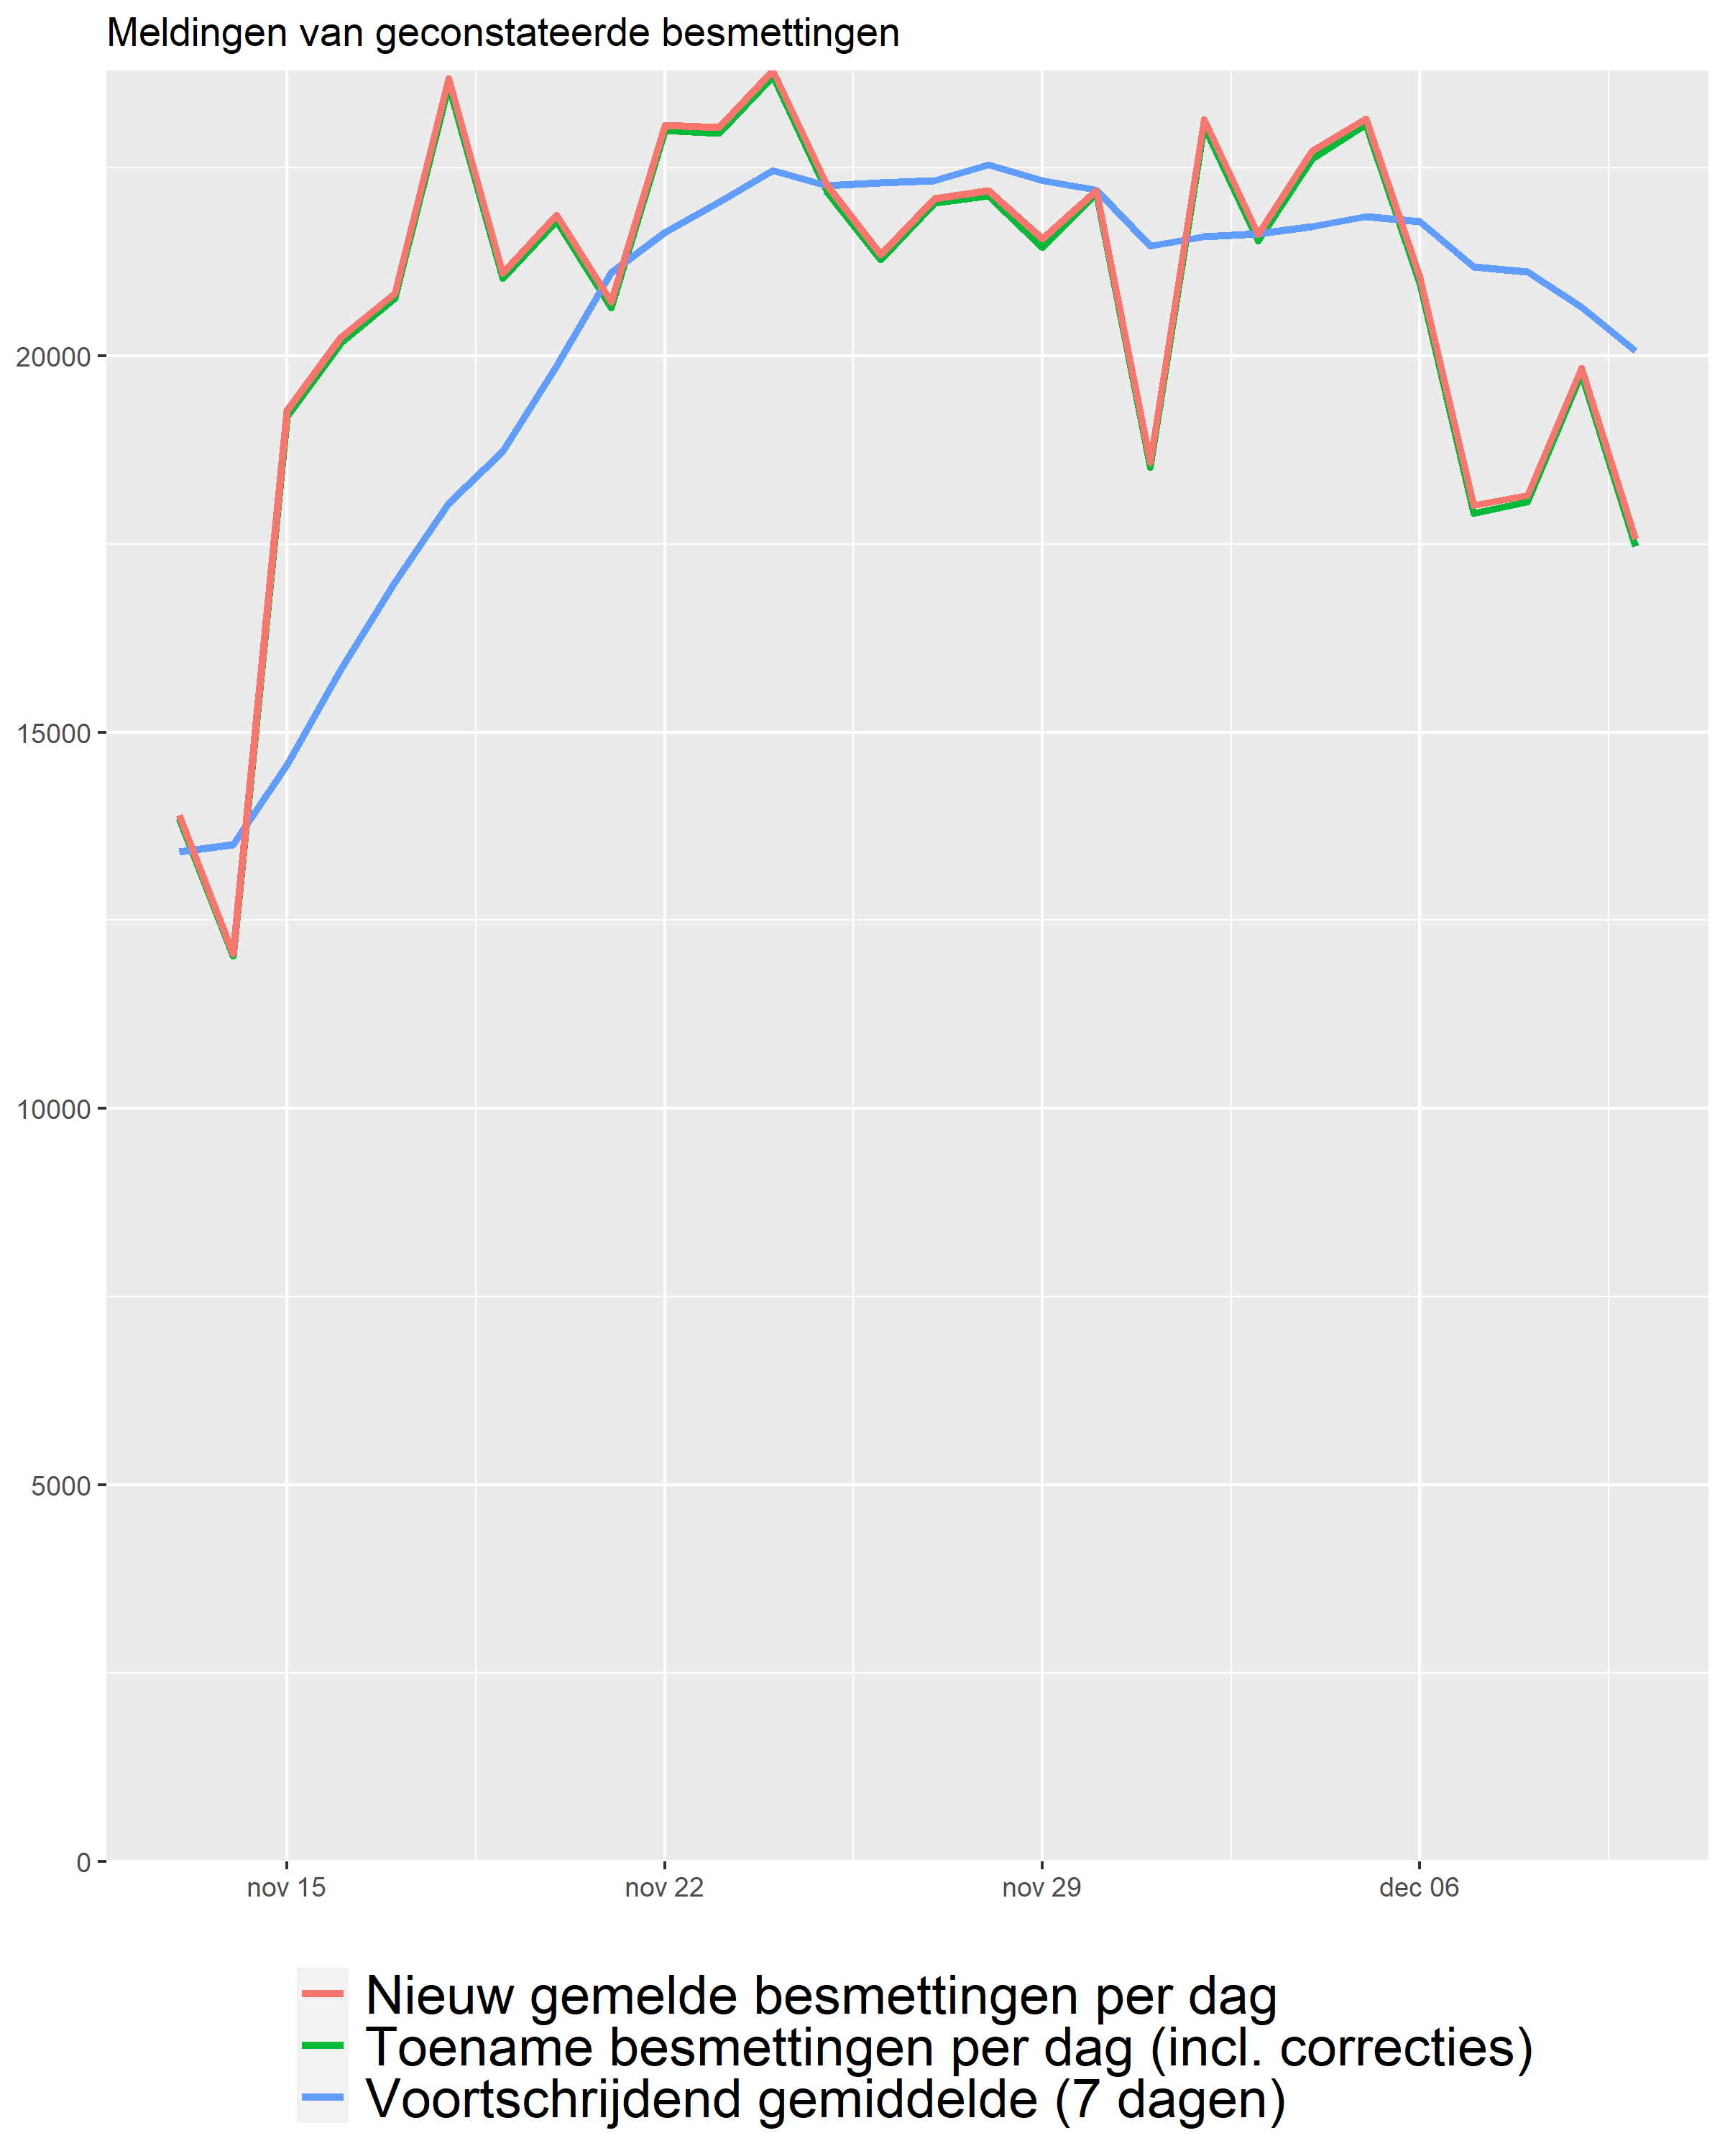 Meldingen van geconstateerde besmettingen
20000
15000
10000
5000
0
nov 15 nov 22 nov 29 dec 06
Nieuw gemelde besmettingen per dag
Toename besmettingen per dag (incl. correcties)
Voortschrijdend gemiddelde (7 dagen)